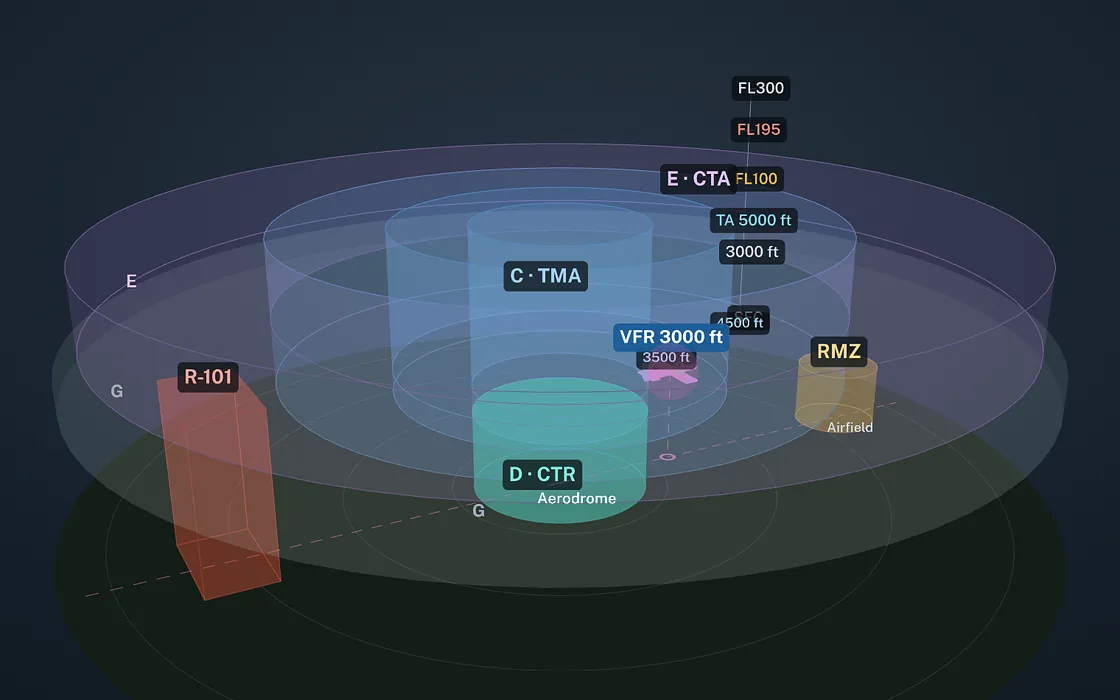 FL300
FL195
E · CTA
FL100
TA 5000 ft
3000 ft
C · TMA
E
4500 ft
VFR 3000 ft
3500 ft
RMZ
R-101
G
Airfield
D · CTR
Aerodrome
G